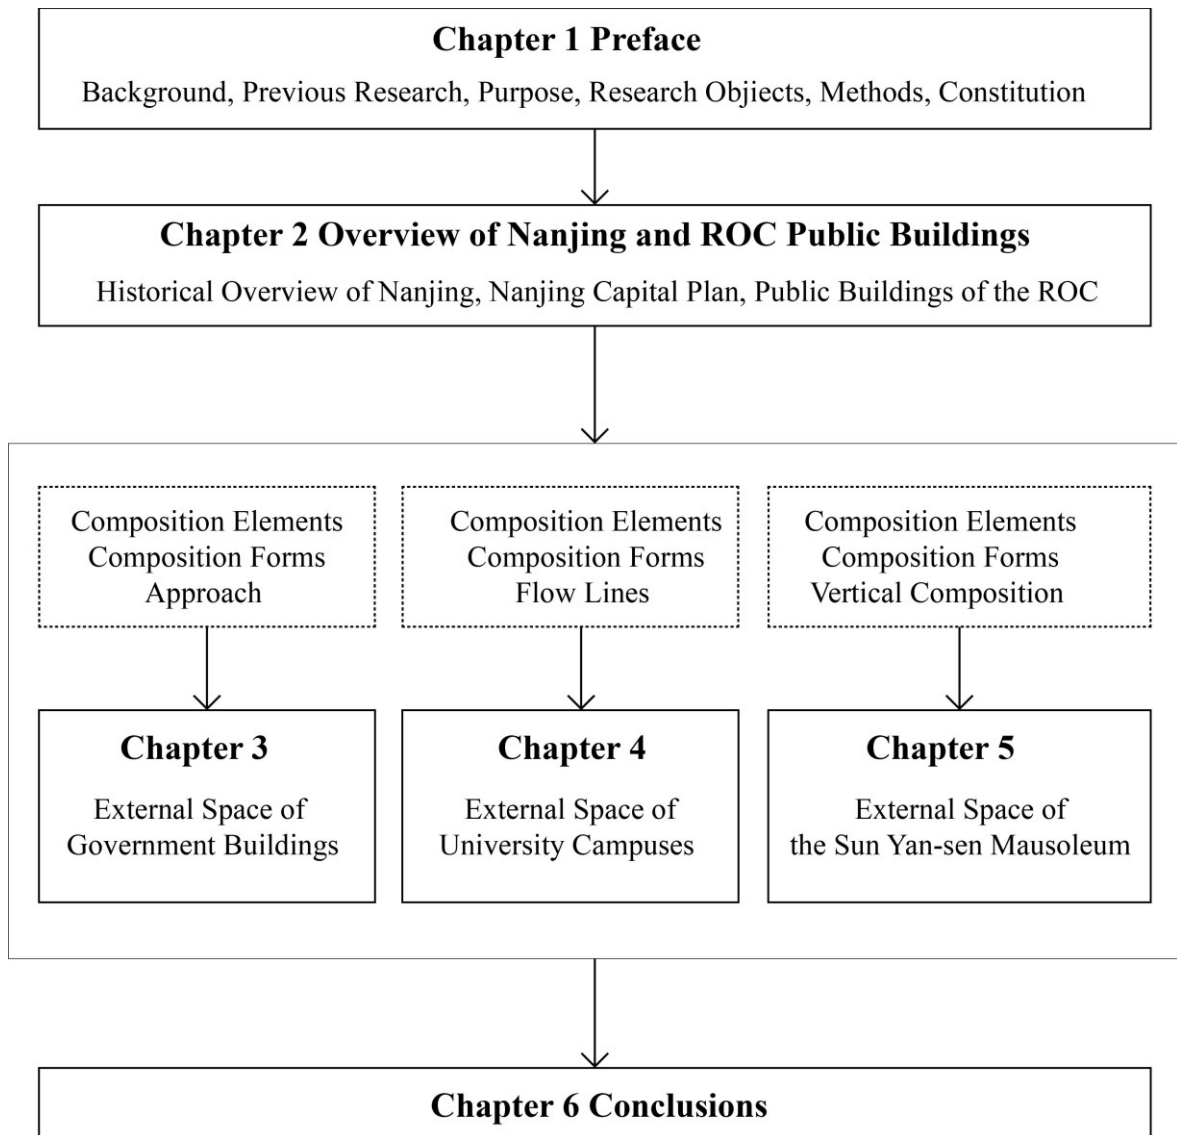 Chapter 1 Preface
Background, Previous Research, Purpose, Research Objiects, Methods, Constitution
Chapter 2 Overview of Nanjing and ROC Public Buildings
Historical Overview of Nanjing, Nanjing Capital Plan, Public Buildings of the ROC
Composition Elements
Composition Forms
Approach
Composition Elements
Composition Forms
Flow Lines
Composition Elements
Composition Forms
Vertical Composition
Chapter 3
External Space of
Government Buildings
Chapter 4
External Space of
University Campuses
Chapter 5
External Space of
the Sun Yan-sen Mausoleum
Chapter 6 Conclusions